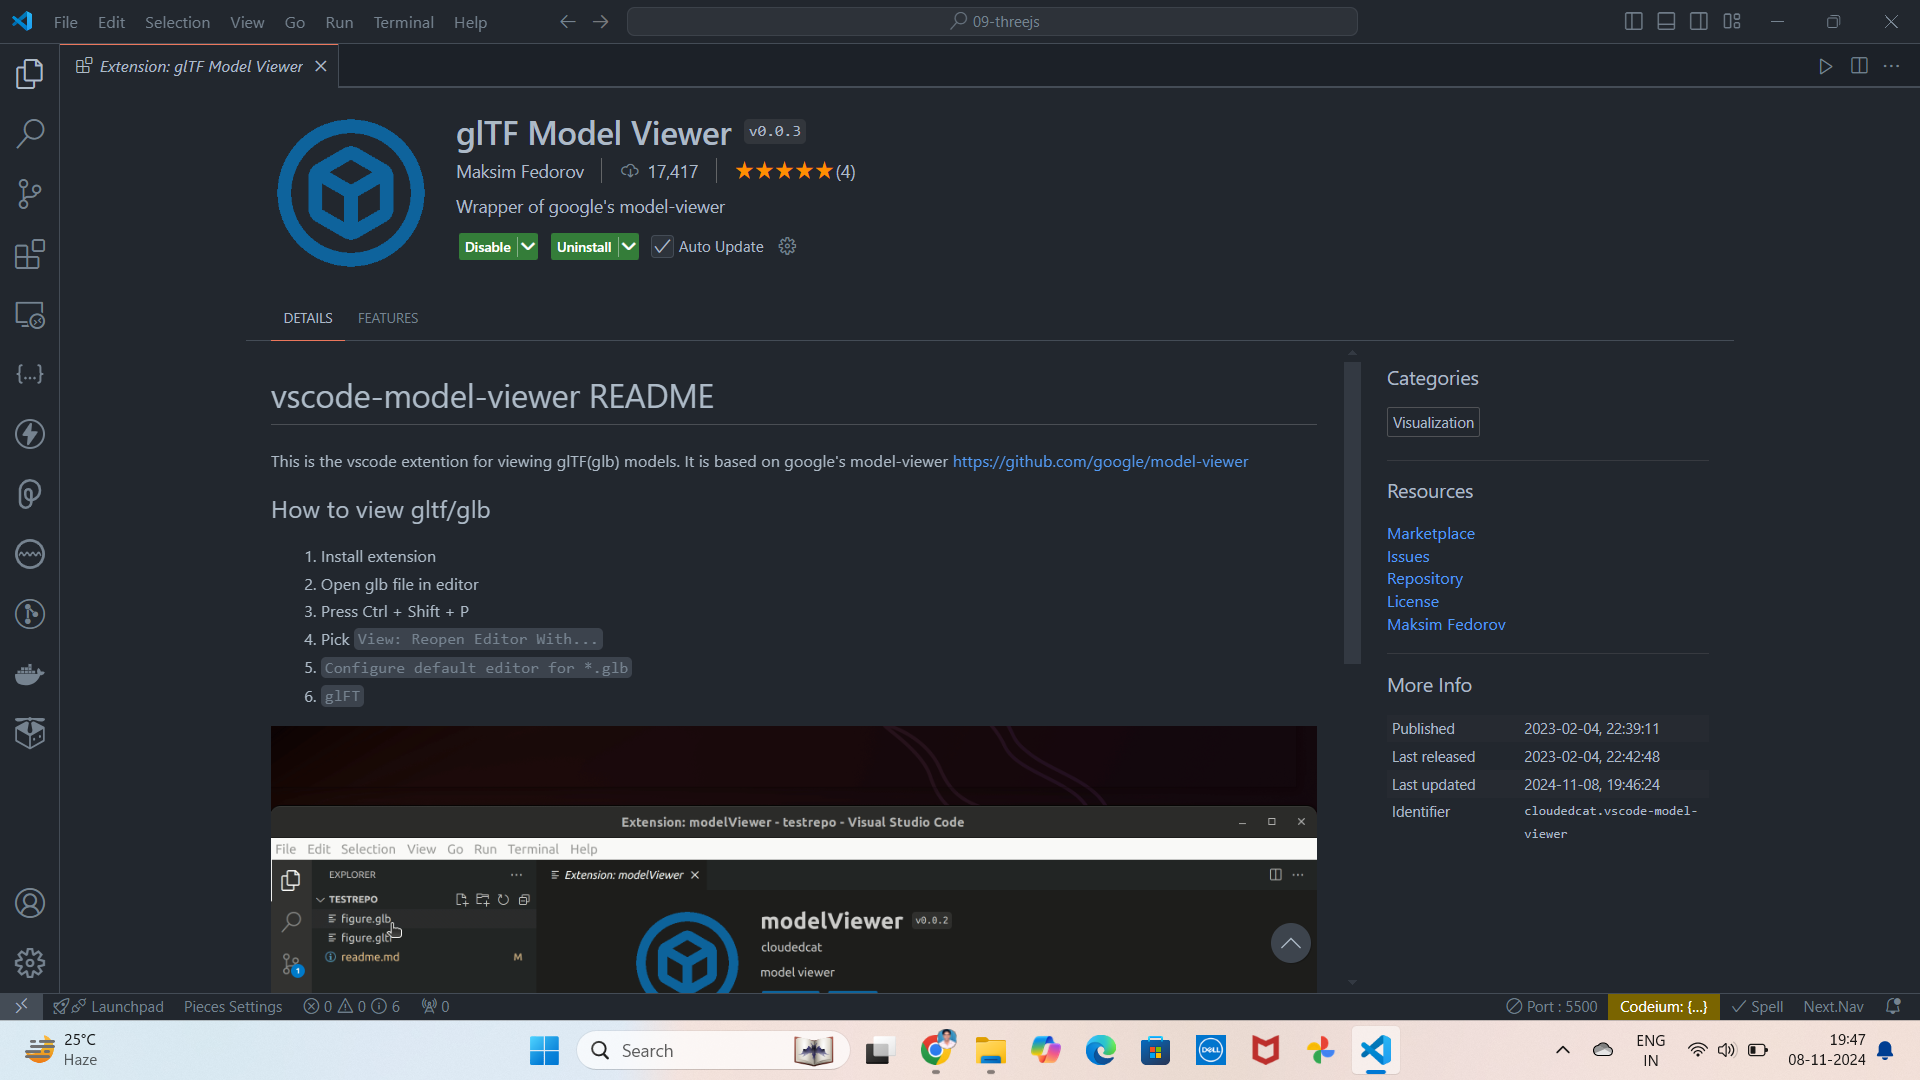 File Edit Selection View Go Run Terminal Help
09-threejs
Extension: glTF Model Viewer
glTF Model Viewer v0.0.3
Maksim Fedorov 17,417 (4)
Wrapper of google's model-viewer
Disable Uninstall Auto Update
DETAILS FEATURES
vscode-model-viewer README
This is the vscode extention for viewing glTF(glb) models. It is based on google's model-viewer https://github.com/google/model-viewer
How to view gltf/glb
1. Install extension
2. Open glb file in editor
3. Press Ctrl + Shift + P
4. Pick View: Reopen Editor With...
5. Configure default editor for *.glb
6. glFT
Extension: modelViewer - testrepo - Visual Studio Code
File Edit Selection View Go Run Terminal Help
EXPLORER
Extension: modelViewer
TESTREPO
figure.glb
figure.gltf
readme.md M
1
modelViewer v0.0.2
cloudedcat
model viewer
Categories
Visualization
Resources
Marketplace
Issues
Repository
License
Maksim Fedorov
More Info
Published 2023-02-04, 22:39:11
Last released 2023-02-04, 22:42:48
Last updated 2024-11-08, 19:46:24
Identifier cloudedcat.vscode-model-
viewer
Launchpad Pieces Settings 0 0 6 0
Port : 5500 Codeium: {...} Spell Next.Nav
25°C
Haze
Search
DELL
ENG
IN
19:47
08-11-2024